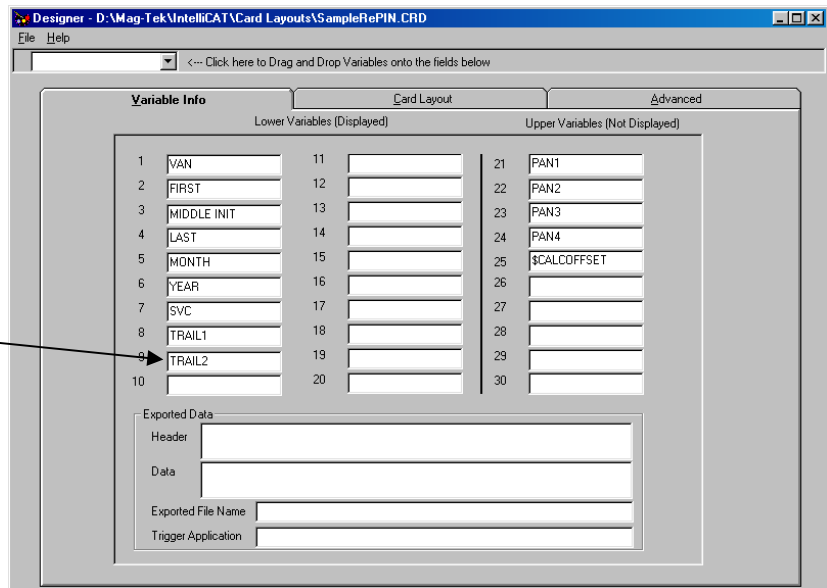 Designer - D:\Mag-Tek\IntelliCAT\Card Layouts\SampleRePIN.CRD
File Help
<--- Click here to Drag and Drop Variables onto the fields below
Variable Info Card Layout Advanced
Lower Variables (Displayed) Upper Variables (Not Displayed)
1 VAN 11 21 PAN1
2 FIRST 12 22 PAN2
3 MIDDLE INIT 13 23 PAN3
4 LAST 14 24 PAN4
5 MONTH 15 25 $CALCOFFSET
6 YEAR 16 26
7 SVC 17 27
8 TRAIL1 18 28
9 TRAIL2 19 29
10 20 30
Exported Data
Header
Data
Exported File Name
Trigger Application